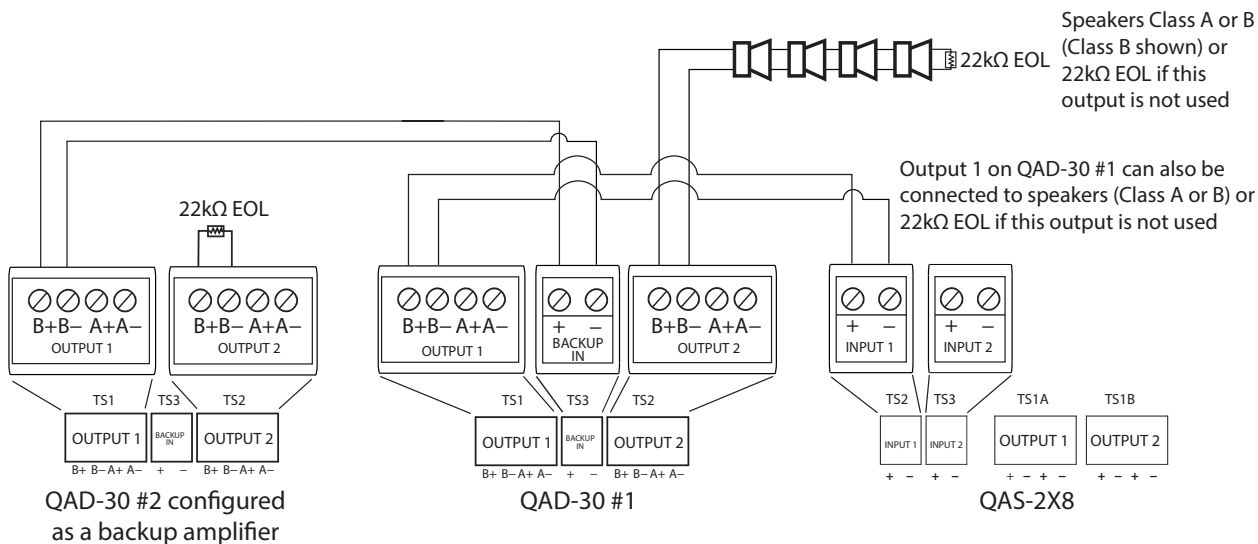 Speakers Class A or B
(Class B shown) or
22kΩ EOL if this
output is not used
22kΩ EOL
Output 1 on QAD-30 #1 can also be
connected to speakers (Class A or B) or
22kΩ EOL if this output is not used
22kΩ EOL
B+B– A+A–
OUTPUT 1
B+B– A+A–
OUTPUT 2
B+B– A+A–
OUTPUT 1
+ –
BACKUP
IN
B+B– A+A–
OUTPUT 2
+ –
INPUT 1
+ –
INPUT 2
TS1 TS3 TS2
OUTPUT 1
BACKUP
IN
OUTPUT 2
B+ B– A+ A– + – B+ B– A+ A–
QAD-30 #2 configured
as a backup amplifier
TS1 TS3 TS2
OUTPUT 1
BACKUP
IN
OUTPUT 2
B+ B– A+ A– + – B+ B– A+ A–
QAD-30 #1
TS2 TS3 TS1A TS1B
INPUT 1 INPUT 2 OUTPUT 1 OUTPUT 2
+ – + – + – + – + – + –
QAS-2X8